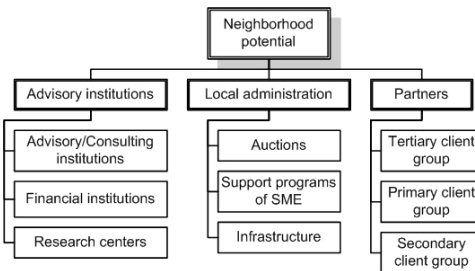 Neighborhood
potential
Advisory institutions
Local administration
Partners
Advisory/Consulting
institutions
Auctions
Tertiary client
group
Financial institutions
Support programs
of SME
Primary client
group
Research centers
Infrastructure
Secondary
client group